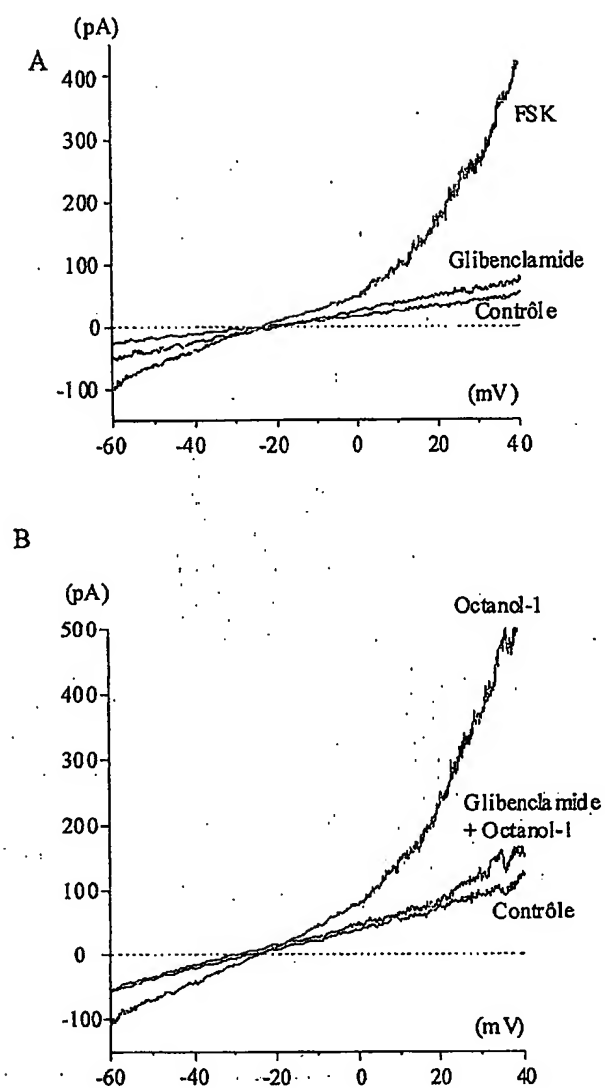 (pA)
A
400
FSK
300
200
Glibenclamide
100
Contrôle
0
-100
(mV)
-60
-40
-20
0
20
40
B
(pA)
Octanol-1
500
400
300
Glibenclamide
+ Octanol-1
200
100
Contrôle
0
-100
(mV)
-60
-40
-20
0
20
40